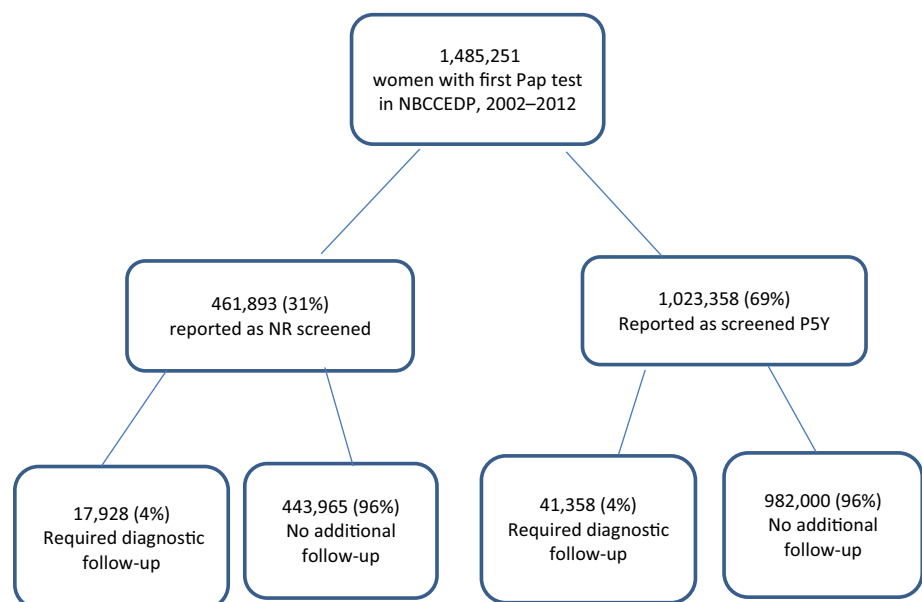 1,485,251
women with first Pap test
in NBCCEDP, 2002–2012
461,893 (31%)
reported as NR screened
1,023,358 (69%)
Reported as screened P5Y
17,928 (4%)
Required diagnostic
follow-up
443,965 (96%)
No additional
follow-up
41,358 (4%)
Required diagnostic
follow-up
982,000 (96%)
No additional
follow-up